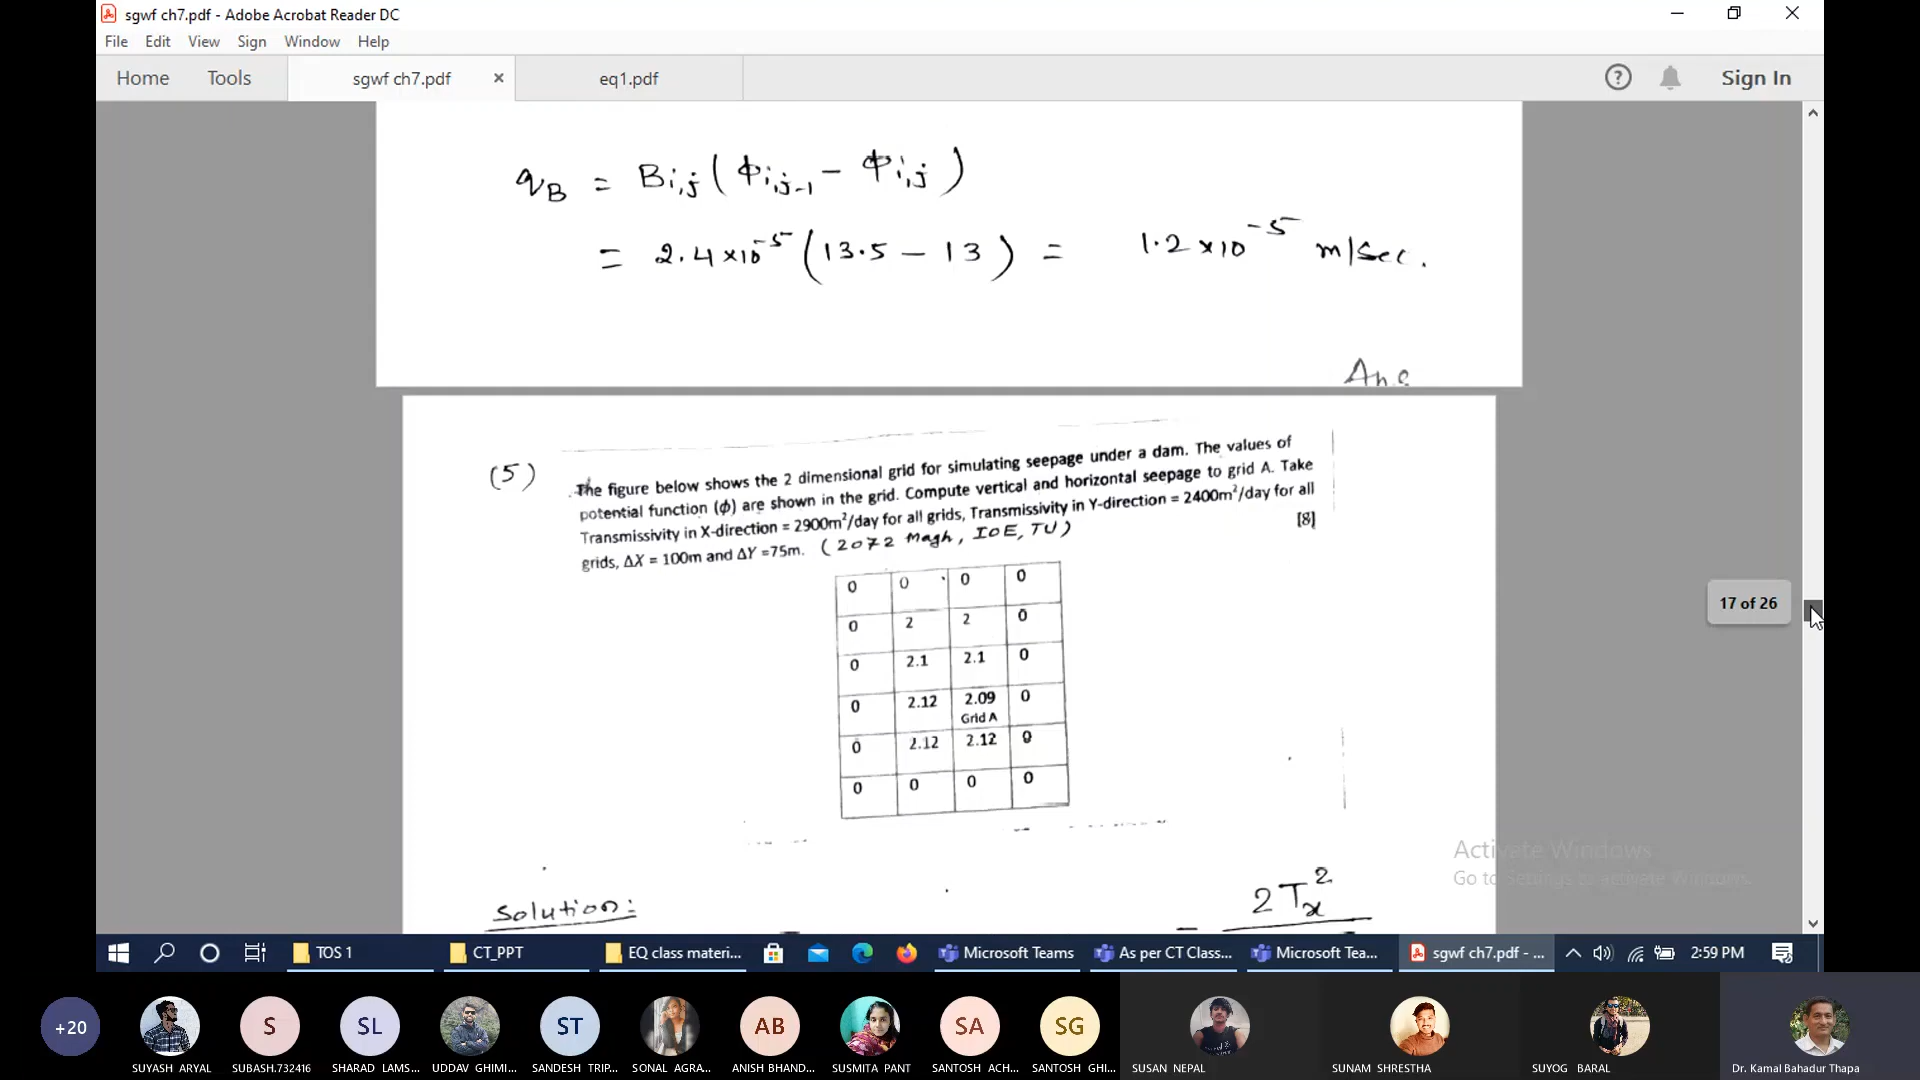 sgwf ch7.pdf - Adobe Acrobat Reader DC
File Edit View Sign Window Help
Home Tools sgwf ch7.pdf × eq1.pdf ? Sign In
qB = Bi,j (Φi,j-1 - Φi,j)
= 2.4×10⁻⁵ (13.5 - 13) = 1.2×10⁻⁵ m/sec.
Ans
(5) The figure below shows the 2 dimensional grid for simulating seepage under a dam. The values of
potential function (ϕ) are shown in the grid. Compute vertical and horizontal seepage to grid A. Take
Transmissivity in X-direction = 2900m²/day for all grids, Transmissivity in Y-direction = 2400m²/day for all
grids, ΔX = 100m and ΔY =75m. (2072 Magh, IOE, TU) [8]
0 0 0 0
0 2 2 0
0 2.1 2.1 0
0 2.12 2.09 0
Grid A
0 2.12 2.12 0
0 0 0 0
17 of 26
Activate Windows
Go to Settings to activate Windows.
Solution: = 2Tx²
TOS 1 CT_PPT EQ class materi... Microsoft Teams As per CT Class... Microsoft Tea... sgwf ch7.pdf - ... 2:59 PM
+20 S SL ST AB SA SG
SUYASH ARYAL SUBASH.732416 SHARAD LAMS... UDDAV GHIMI... SANDESH TRIP... SONAL AGRA... ANISH BHAND... SUSMITA PANT SANTOSH ACH... SANTOSH GHI... SUSAN NEPAL SUNAM SHRESTHA SUYOG BARAL Dr. Kamal Bahadur Thapa